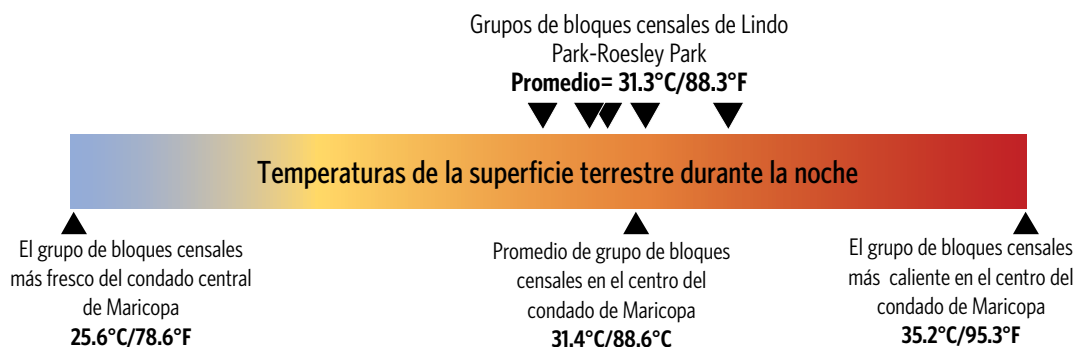 Grupos de bloques censales de Lindo
Park-Roesley Park
Promedio= 31.3°C/88.3°F
Temperaturas de la superficie terrestre durante la noche
El grupo de bloques censales
más fresco del condado central
de Maricopa
25.6°C/78.6°F
Promedio de grupo de bloques
censales en el centro del
condado de Maricopa
31.4°C/88.6°C
El grupo de bloques censales
más caliente en el centro del
condado de Maricopa
35.2°C/95.3°F